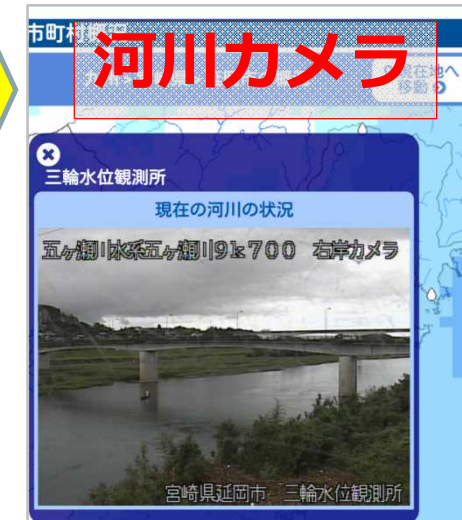 市町村
河川カメラ
現在地へ
移動
三輪水位観測所
現在の河川の状況
五ヶ瀬川水系五ヶ瀬川9k700 右岸カメラ
宮崎県延岡市 三輪水位観測所